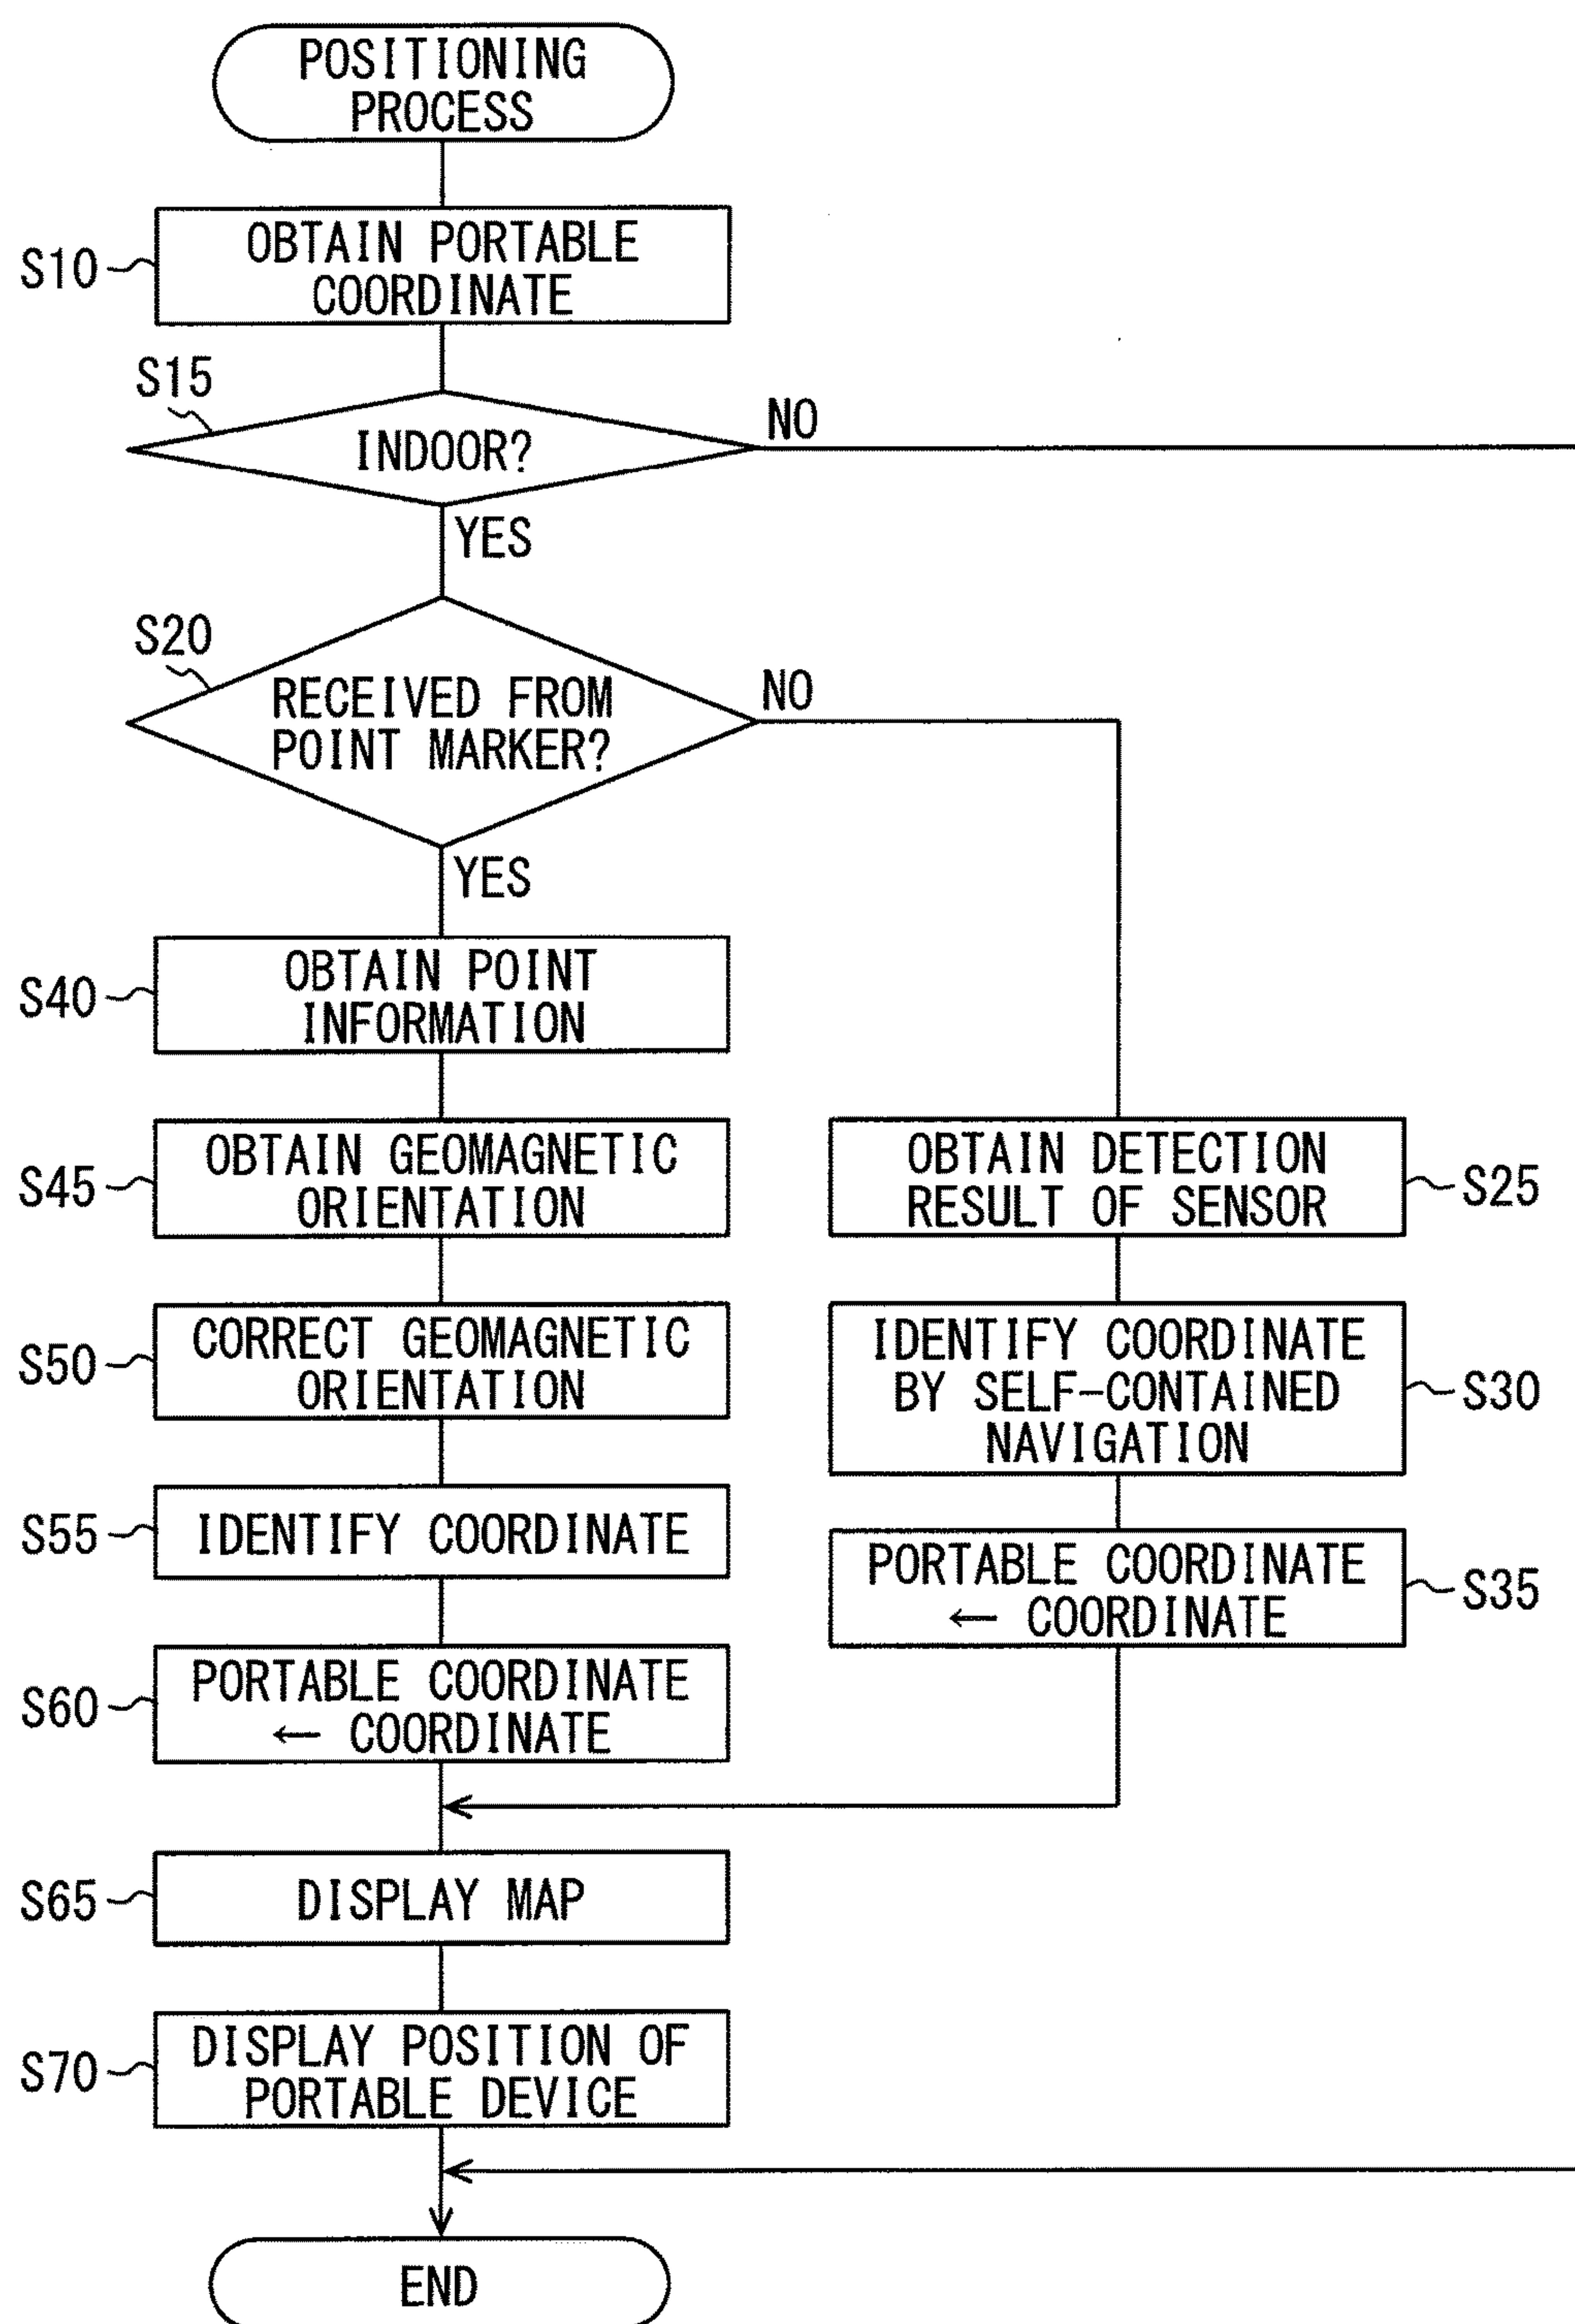 POSITIONING
PROCESS
S10
OBTAIN PORTABLE
COORDINATE
S15
INDOOR?
NO
YES
S20
RECEIVED FROM
POINT MARKER?
NO
YES
S40
OBTAIN POINT
INFORMATION
S45
OBTAIN GEOMAGNETIC
ORIENTATION
OBTAIN DETECTION
RESULT OF SENSOR
S25
S50
CORRECT GEOMAGNETIC
ORIENTATION
IDENTIFY COORDINATE
BY SELF-CONTAINED
NAVIGATION
S30
S55
IDENTIFY COORDINATE
PORTABLE COORDINATE
← COORDINATE
S35
S60
PORTABLE COORDINATE
← COORDINATE
S65
DISPLAY MAP
S70
DISPLAY POSITION OF
PORTABLE DEVICE
END